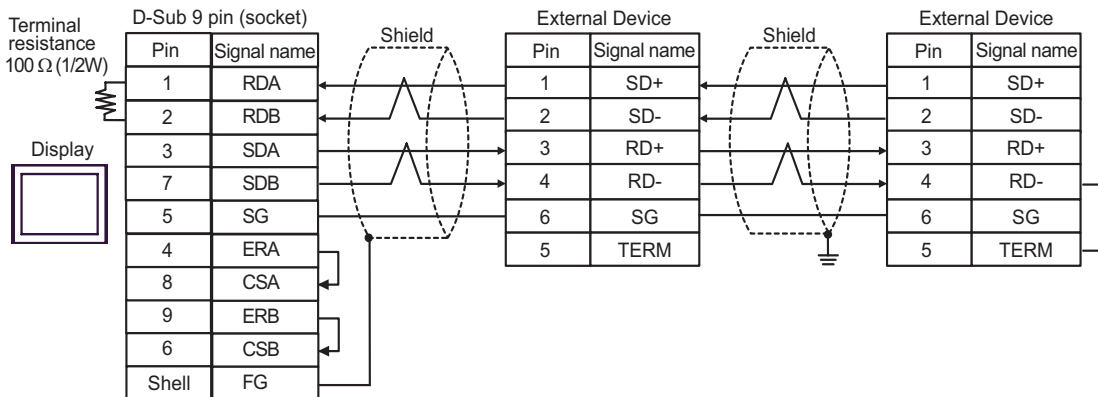 Terminal
resistance
100 Ω (1/2W)
Display
D-Sub 9 pin (socket)
Pin Signal name
1 RDA
2 RDB
3 SDA
7 SDB
5 SG
4 ERA
8 CSA
9 ERB
6 CSB
Shell FG
Shield
External Device
Pin Signal name
1 SD+
2 SD-
3 RD+
4 RD-
6 SG
5 TERM
Shield
External Device
Pin Signal name
1 SD+
2 SD-
3 RD+
4 RD-
6 SG
5 TERM